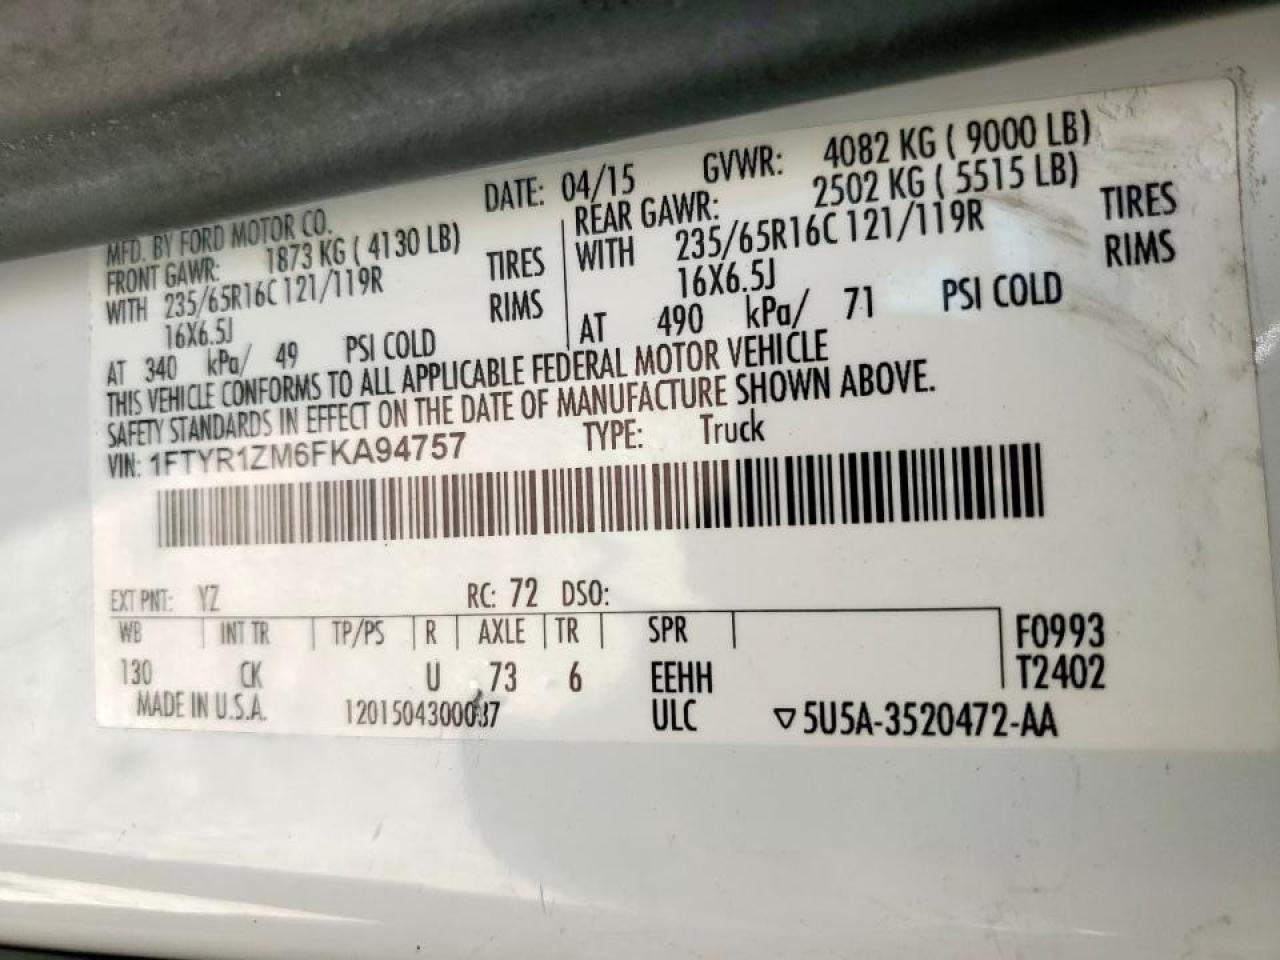 MFD. BY FORD MOTOR CO.
DATE: 04/15 GVWR: 4082 KG ( 9000 LB)
FRONT GAWR: 1873 KG ( 4130 LB)
WITH 235/65R16C 121/119R TIRES
16X6.5J RIMS
AT 340 kPa/ 49 PSI COLD
REAR GAWR: 2502 KG ( 5515 LB)
WITH 235/65R16C 121/119R TIRES
16X6.5J RIMS
AT 490 kPa/ 71 PSI COLD
THIS VEHICLE CONFORMS TO ALL APPLICABLE FEDERAL MOTOR VEHICLE
SAFETY STANDARDS IN EFFECT ON THE DATE OF MANUFACTURE SHOWN ABOVE.
VIN: 1FTYR1ZM6FKA94757 TYPE: Truck
EXT PNT: YZ RC: 72 DSO:
WB INT TR TP/PS R AXLE TR SPR F0993
130 CK U 73 6 EEHH T2402
MADE IN U.S.A. 1201504300037 ULC ▽ 5U5A-3520472-AA